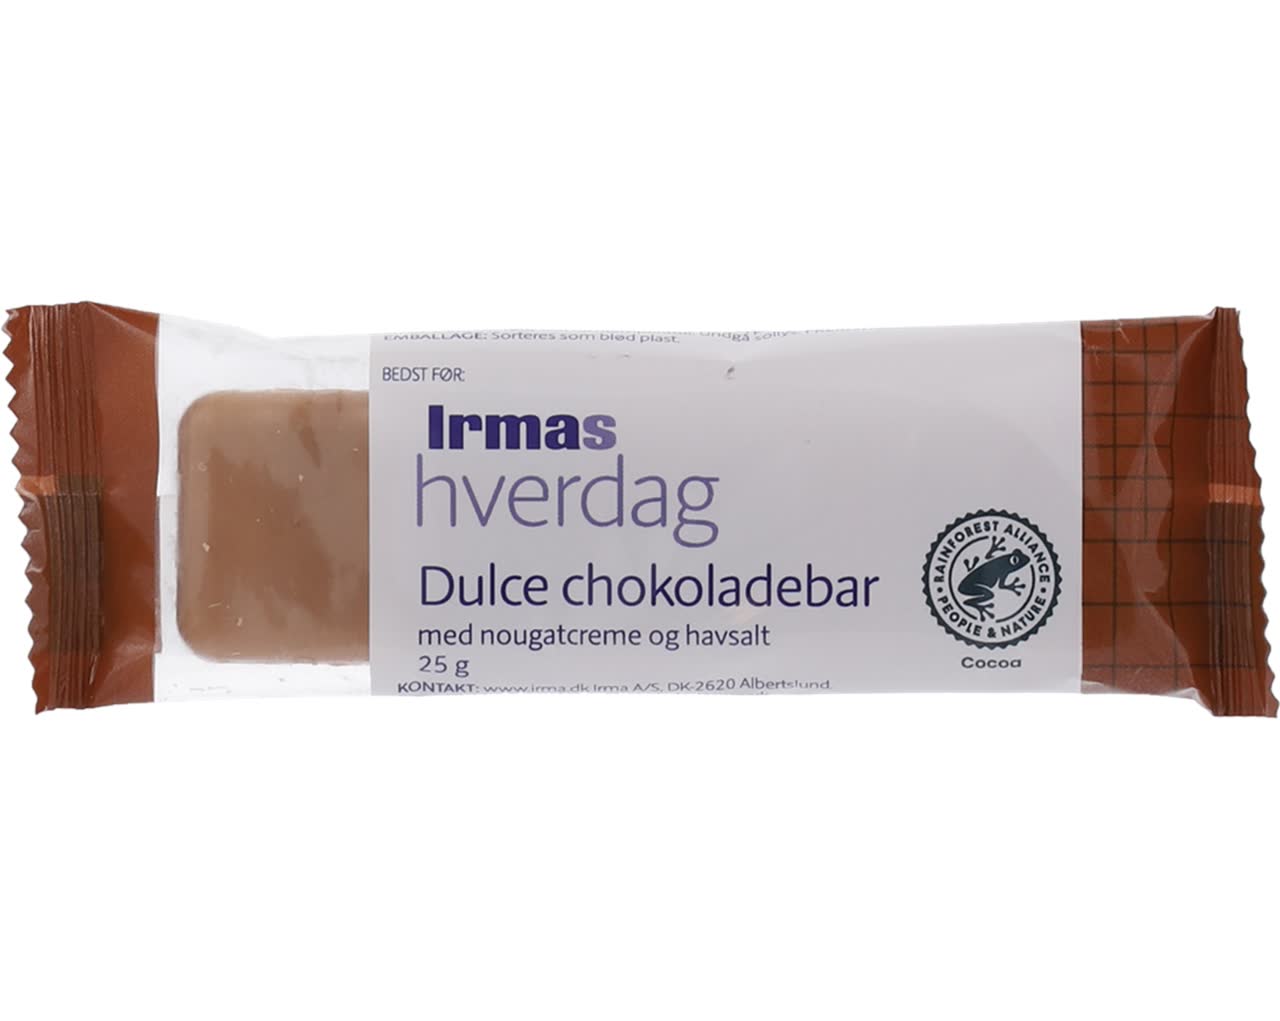 EMBALLAGE: Sorteres som blød plast. Undgå
BEDST FØR:
Irmas
hverdag
Dulce chokoladebar
med nougatcreme og havsalt
25 g
RAINFOREST ALLIANCE
PEOPLE & NATURE
Cocoa
KONTAKT: www.irma.dk Irma A/S, DK-2620 Albertslund.